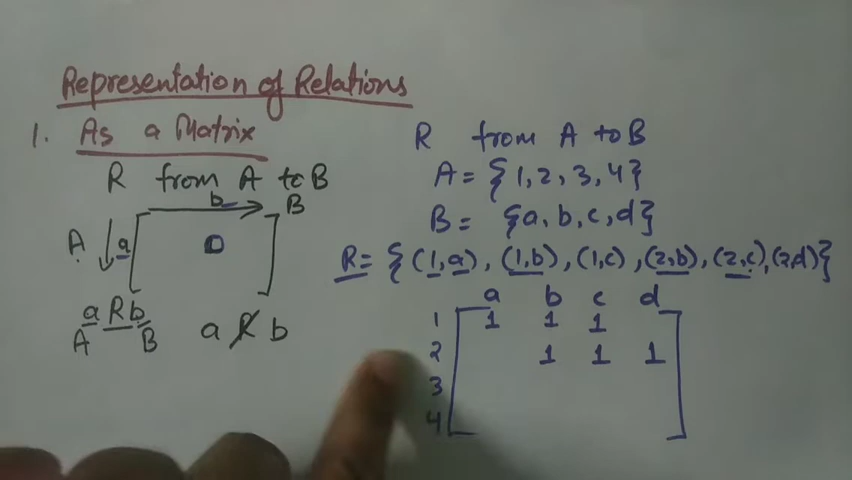 Representation of Relations
1. As a Matrix
R from A to B
b
B
A ↓ a [ 0 ]
a R b
A B
a R̸ b
R from A to B
A = {1, 2, 3, 4}
B = {a, b, c, d}
R = {(1,a), (1,b), (1,c), (2,b), (2,c), (2,d)}
a b c d
1 1 1 1
2 1 1 1
3
4